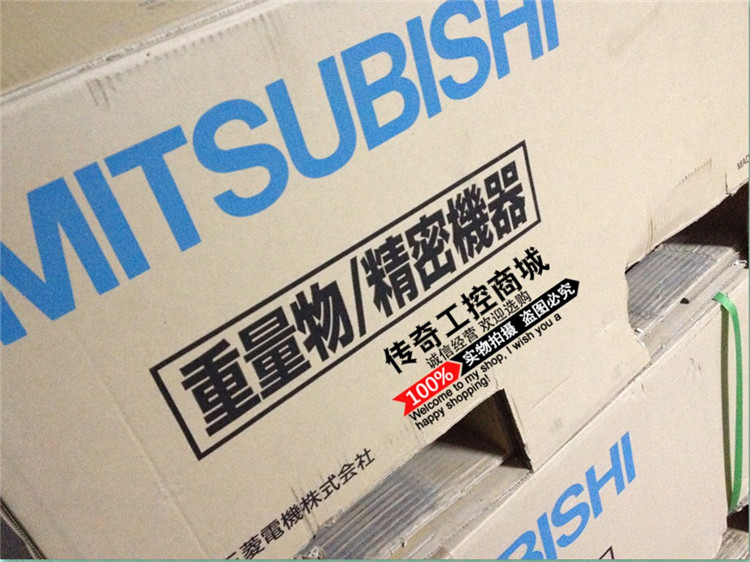 MITSUBISHI
重量物/精密機器
传奇工控商城
诚信经营 欢迎选购
100% 实物拍摄 盗图必究
Welcome to my shop, I wish you a
happy shopping!
三菱電機株式会社
BISHI